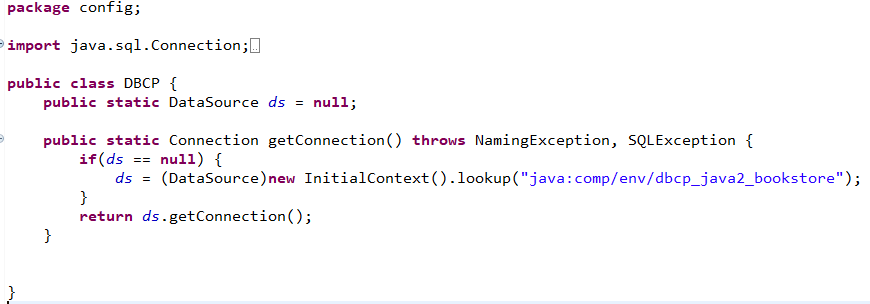 package config;
import java.sql.Connection;
public class DBCP {
    public static DataSource ds = null;
    public static Connection getConnection() throws NamingException, SQLException {
        if(ds == null) {
            ds = (DataSource)new InitialContext().lookup("java:comp/env/dbcp_java2_bookstore");
        }
        return ds.getConnection();
    }
}